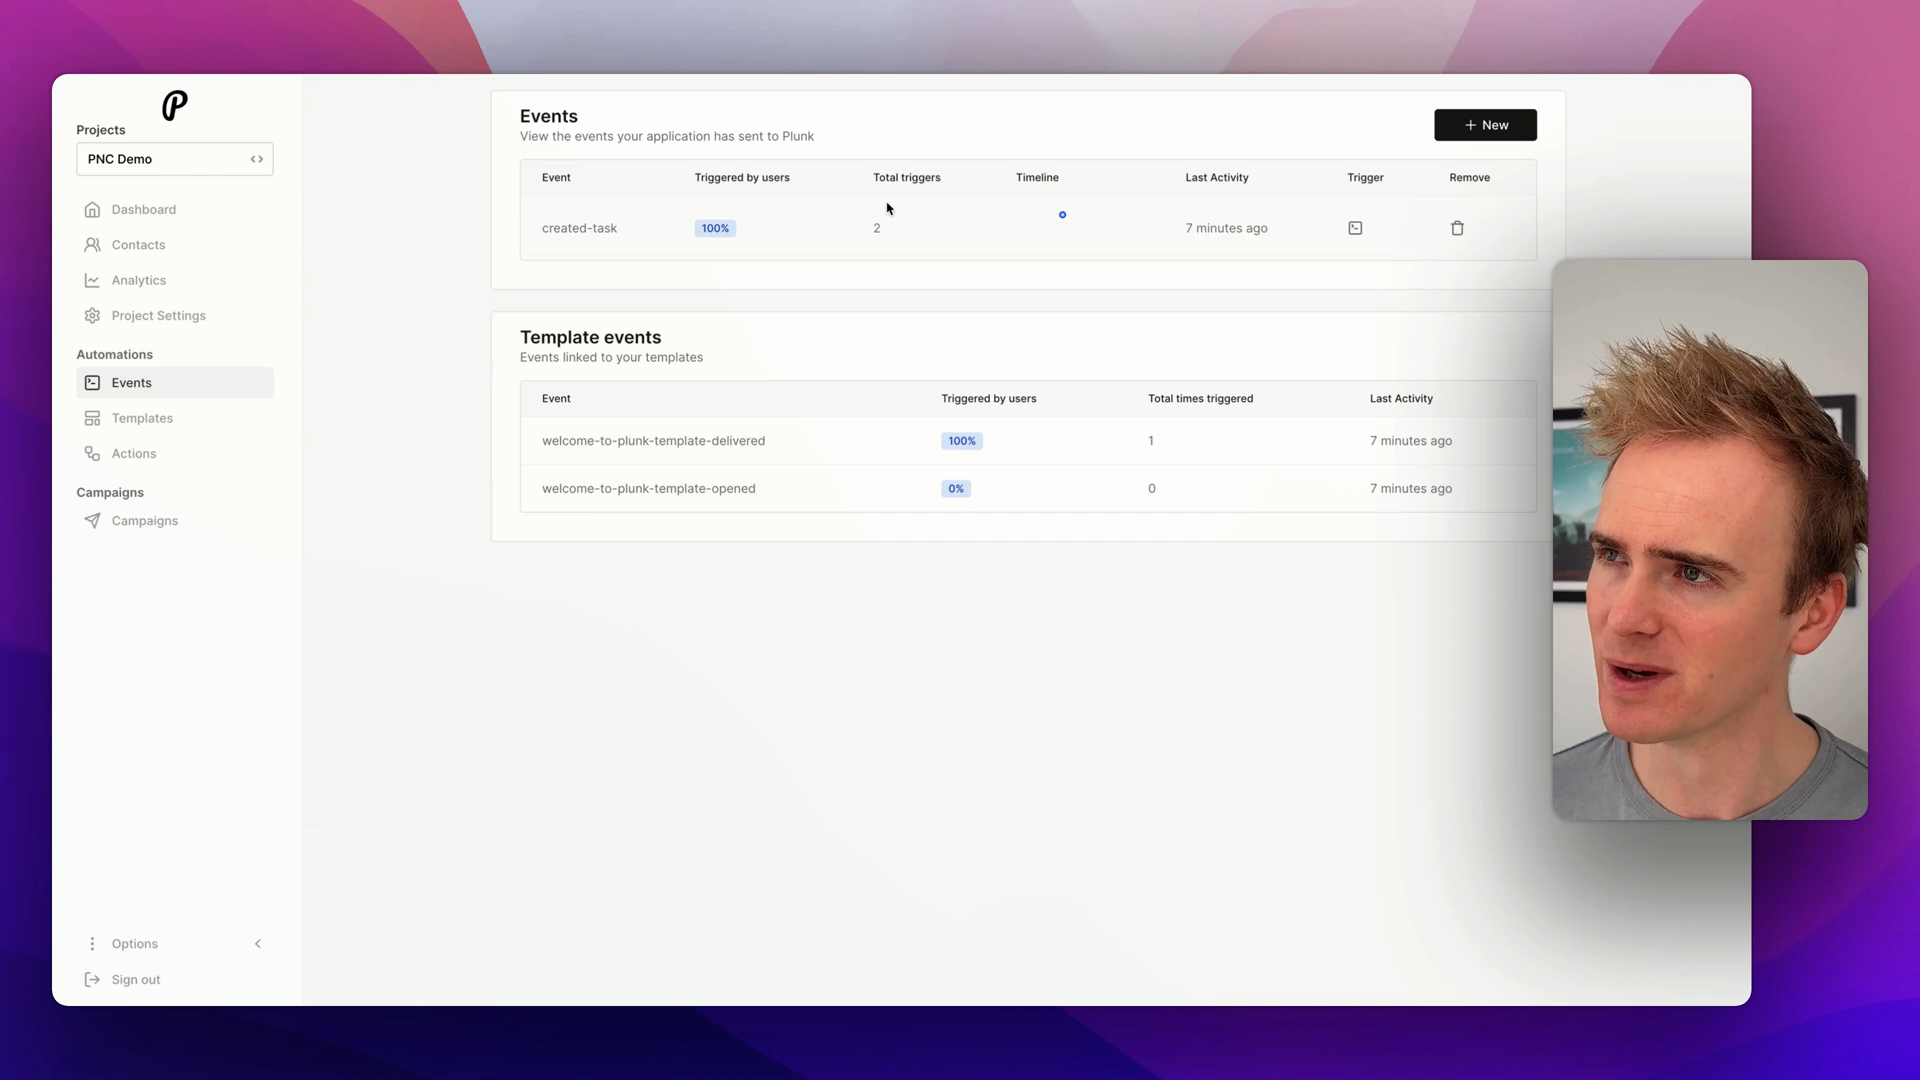 Projects
PNC Demo
Dashboard
Contacts
Analytics
Project Settings
Automations
Events
Templates
Actions
Campaigns
Campaigns
Options
Sign out
Events
View the events your application has sent to Plunk
+ New
Event Triggered by users Total triggers Timeline Last Activity Trigger Remove
created-task 100% 2 7 minutes ago
Template events
Events linked to your templates
Event Triggered by users Total times triggered Last Activity
welcome-to-plunk-template-delivered 100% 1 7 minutes ago
welcome-to-plunk-template-opened 0% 0 7 minutes ago